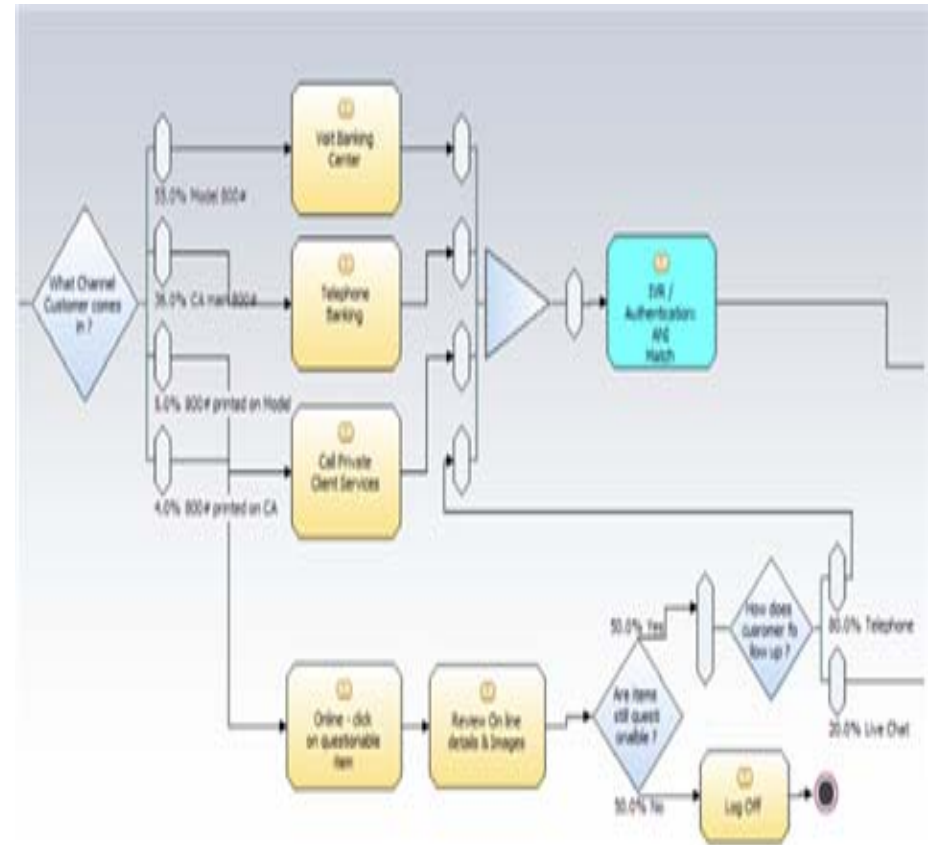 What Channel
Customer comes
in ?
Visit Banking
Center
55.0% Model 800#
Telephone
Banking
36.0% CA main 800#
5.0% 800# printed on Model
Call Private
Client Services
4.0% 800# printed on CA
IVR /
Authentication:
ANI
Match
Online - click
on questionable
item
Review On line
details & Images
Are items
still questi
onable ?
50.0% Yes
50.0% No
How does
customer fo
llow up ?
80.0% Telephone
20.0% Live Chat
Log Off